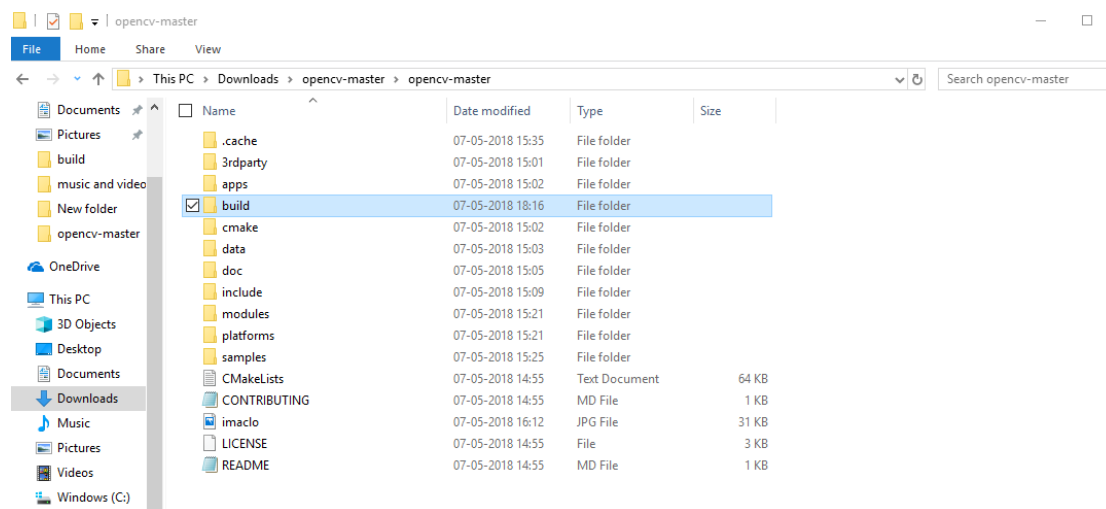 opencv-master
File Home Share View
This PC > Downloads > opencv-master > opencv-master
Search opencv-master
Documents
Pictures
build
music and video
New folder
opencv-master
OneDrive
This PC
3D Objects
Desktop
Documents
Downloads
Music
Pictures
Videos
Windows (C:)
Name Date modified Type Size
.cache 07-05-2018 15:35 File folder
3rdparty 07-05-2018 15:01 File folder
apps 07-05-2018 15:02 File folder
build 07-05-2018 18:16 File folder
cmake 07-05-2018 15:02 File folder
data 07-05-2018 15:03 File folder
doc 07-05-2018 15:05 File folder
include 07-05-2018 15:09 File folder
modules 07-05-2018 15:21 File folder
platforms 07-05-2018 15:21 File folder
samples 07-05-2018 15:25 File folder
CMakeLists 07-05-2018 14:55 Text Document 64 KB
CONTRIBUTING 07-05-2018 14:55 MD File 1 KB
imaclo 07-05-2018 16:12 JPG File 31 KB
LICENSE 07-05-2018 14:55 File 3 KB
README 07-05-2018 14:55 MD File 1 KB